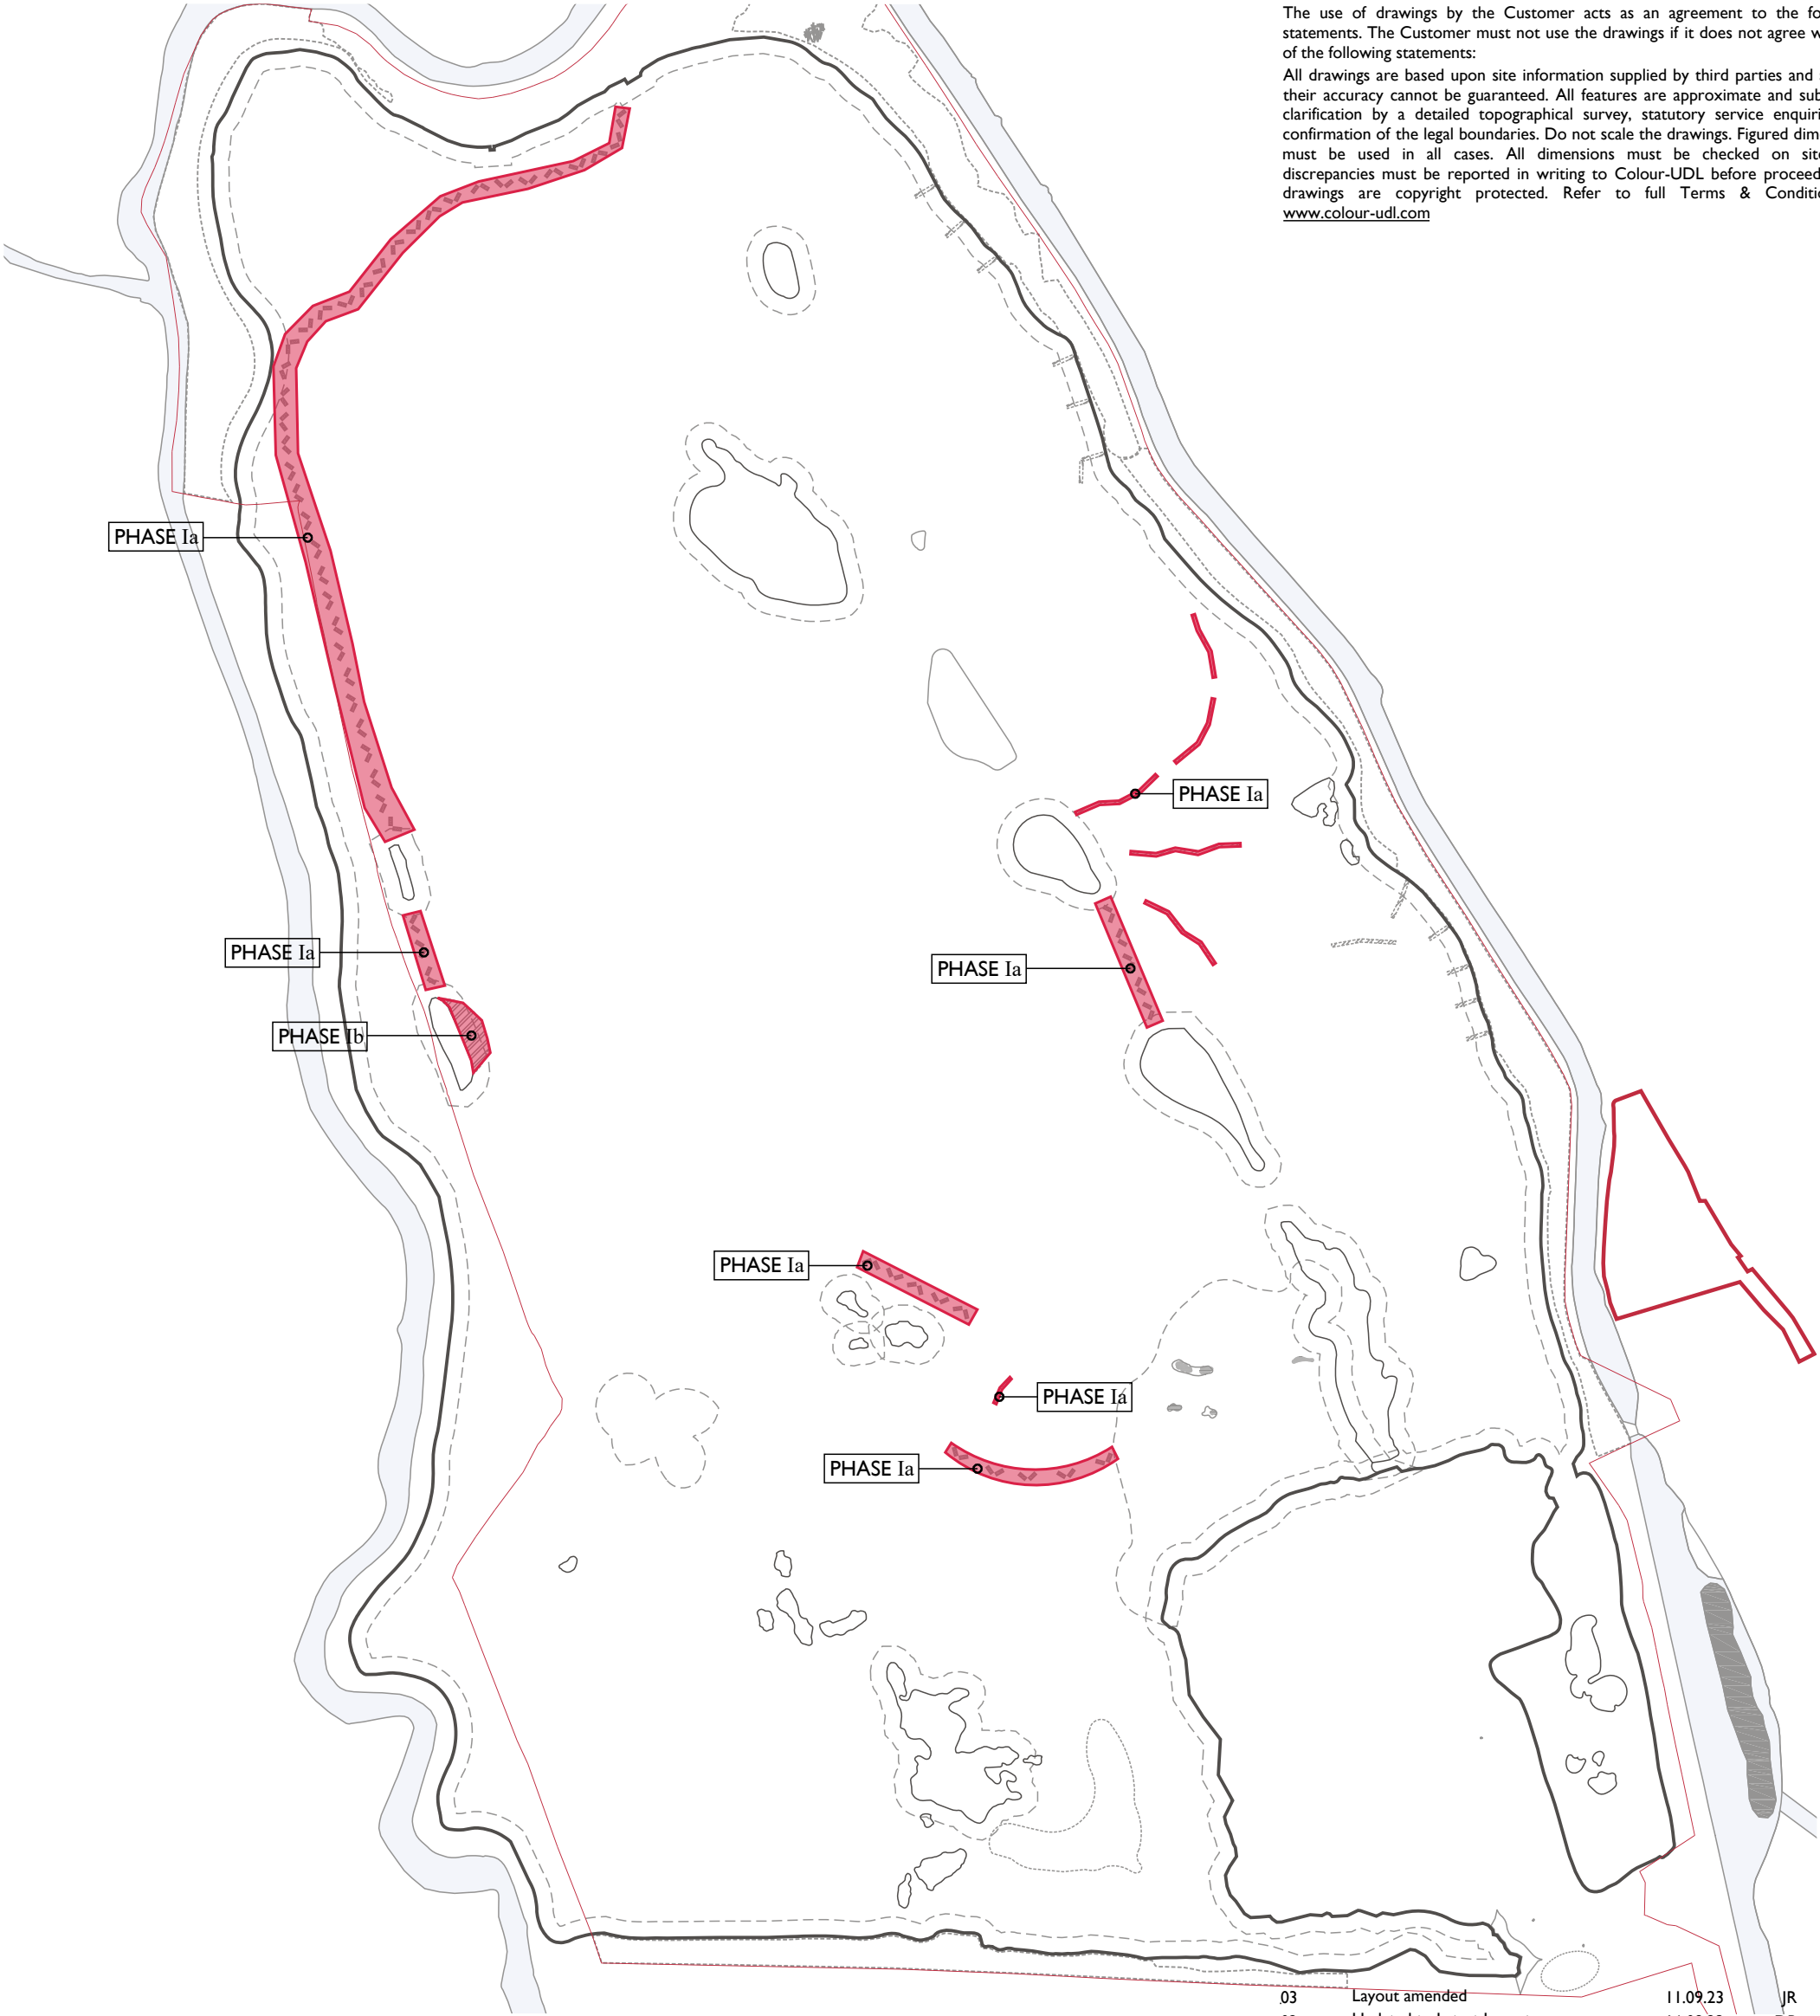 The use of drawings by the Customer acts as an agreement to the fo
statements. The Customer must not use the drawings if it does not agree w
of the following statements:
All drawings are based upon site information supplied by third parties and
their accuracy cannot be guaranteed. All features are approximate and sub
clarification by a detailed topographical survey, statutory service enquiri
confirmation of the legal boundaries. Do not scale the drawings. Figured dim
must be used in all cases. All dimensions must be checked on sit
discrepancies must be reported in writing to Colour-UDL before proceed
drawings are copyright protected. Refer to full Terms & Conditi
www.colour-udl.com
PHASE Ia
PHASE Ia
PHASE Ia
PHASE Ia
PHASE Ib
PHASE Ia
PHASE Ia
PHASE Ia
03 Layout amended 11.09.23 JR